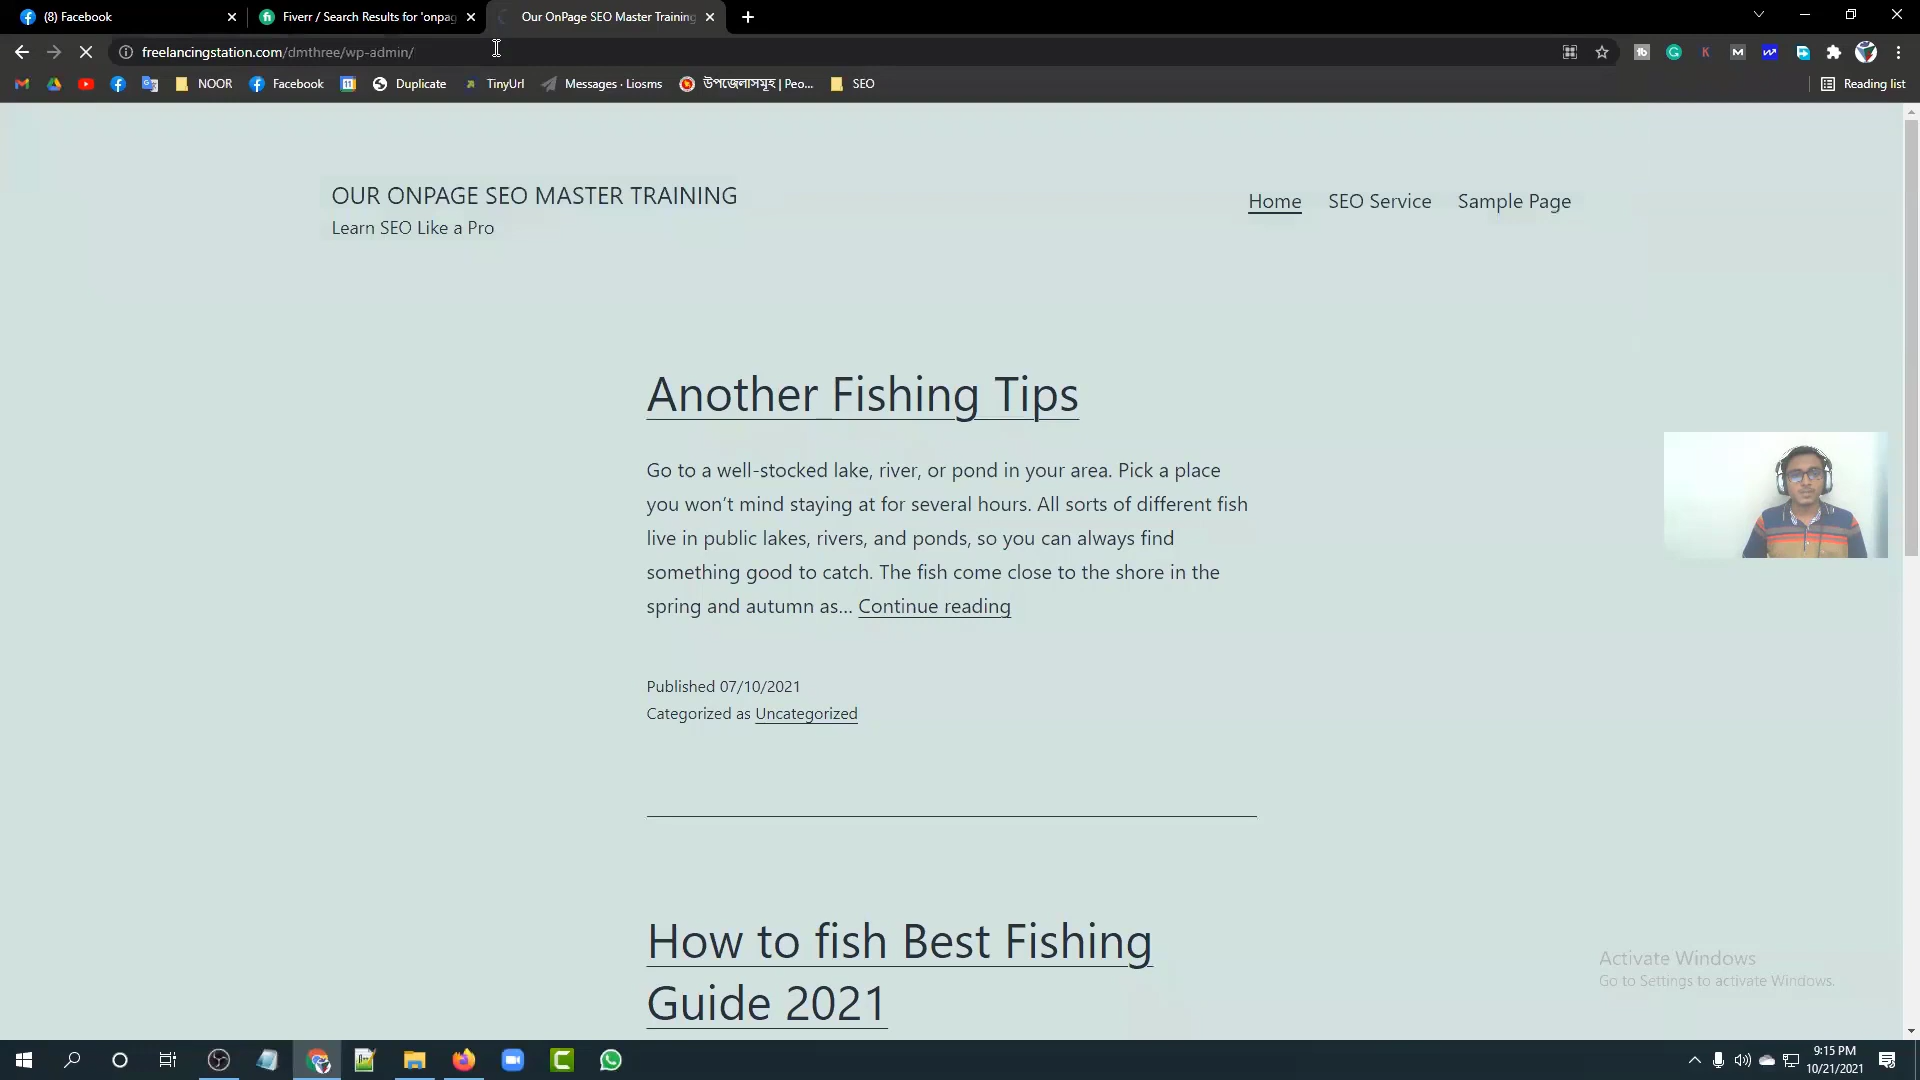 (8) Facebook
Fiverr / Search Results for 'onpag
Our OnPage SEO Master Training
freelancingstation.com/dmthree/wp-admin/
NOOR
Facebook
Duplicate
TinyUrl
Messages · Liosms
উপজেলাসমূহ | Peo...
SEO
Reading list
OUR ONPAGE SEO MASTER TRAINING
Learn SEO Like a Pro
Home
SEO Service
Sample Page
Another Fishing Tips
Go to a well-stocked lake, river, or pond in your area. Pick a place
you won’t mind staying at for several hours. All sorts of different fish
live in public lakes, rivers, and ponds, so you can always find
something good to catch. The fish come close to the shore in the
spring and autumn as… Continue reading
Published 07/10/2021
Categorized as Uncategorized
How to fish Best Fishing
Guide 2021
Activate Windows
Go to Settings to activate Windows.
9:15 PM
10/21/2021